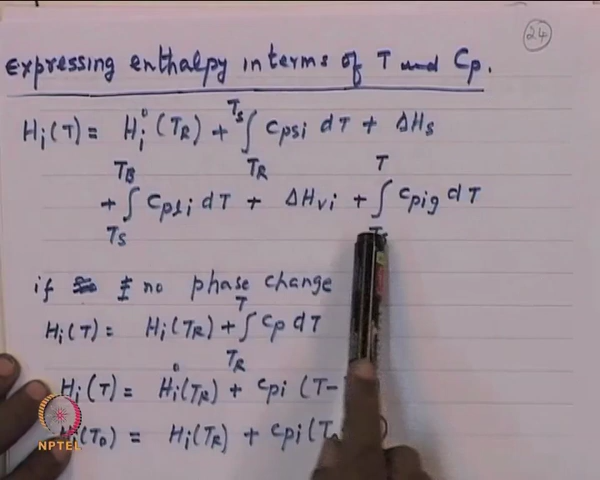 24
Expressing enthalpy in terms of T and Cp.
Hi(T) = Hi°(TR) + ∫ Cpsi dT + ΔHs
Ts
TR
+ ∫ Cpli dT + ΔHvi + ∫ Cpig dT
TB
Ts
T
if no phase change
Hi(T) = Hi(TR) + ∫ Cp dT
T
TR
Hi(T) = Hi°(TR) + Cpi (T-
Hi(T0) = Hi(TR) + Cpi (T
NPTEL